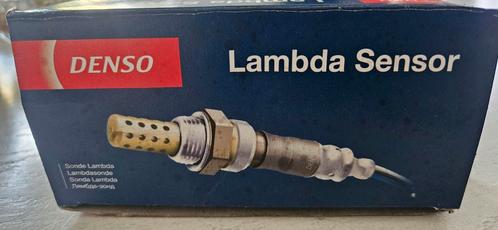 DENSO
Lambda Sensor
Sonde Lambda
Lambdasonde
Sonda Lambda
Лямбда-зонд